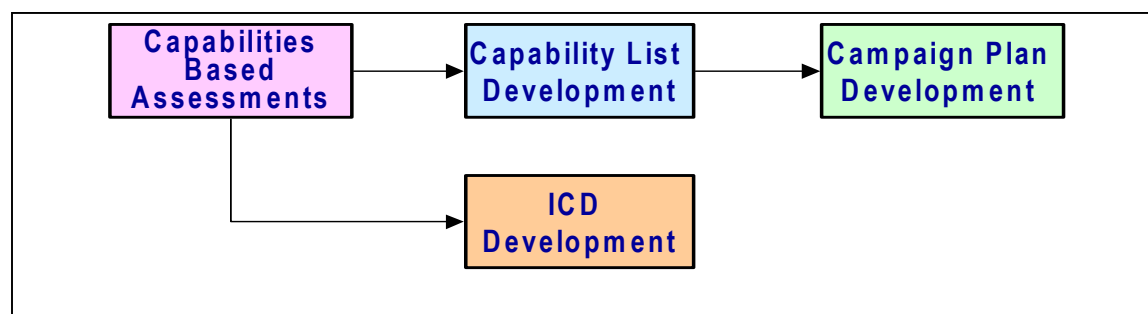 Capabilities
Based
Assessments
Capability List
Development
Campaign Plan
Development
ICD
Development